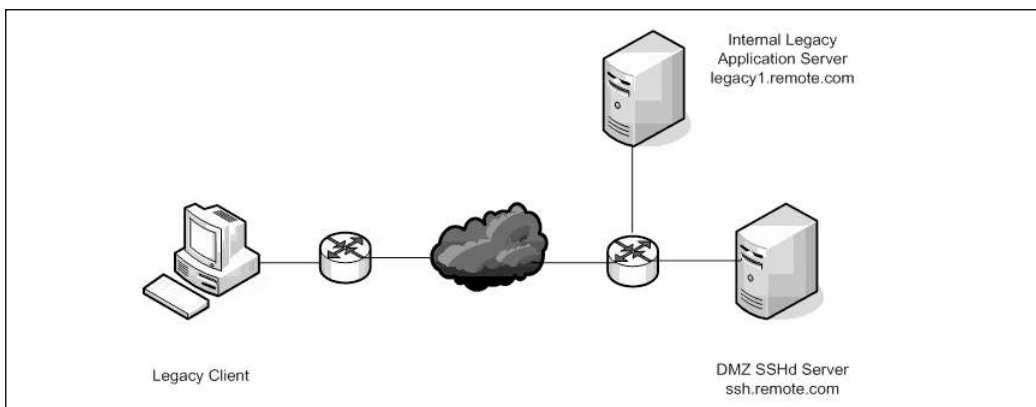 Internal Legacy
Application Server
legacy1.remote.com
Legacy Client
DMZ SSHd Server
ssh.remote.com